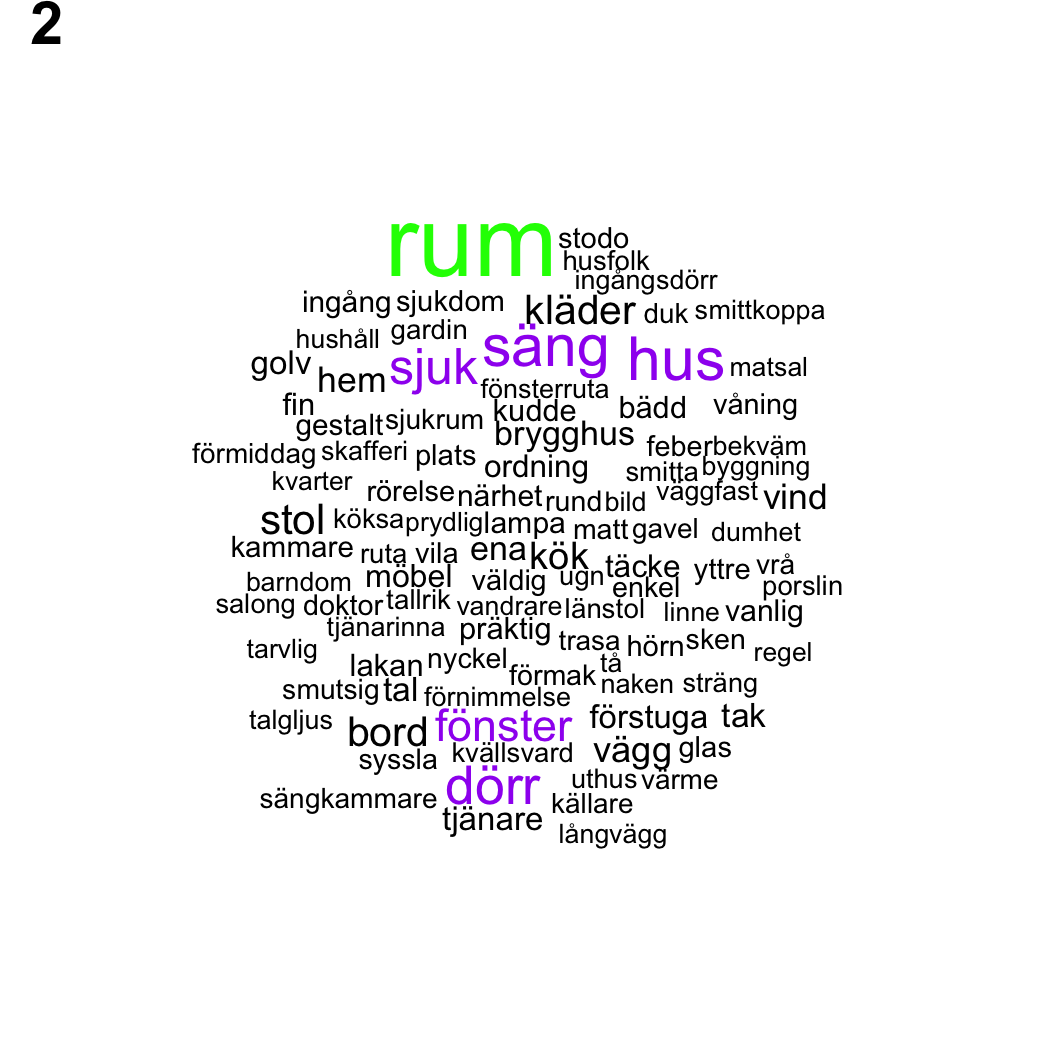 2
rum stodo
husfolk
ingångsdörr
ingång sjukdom kläder duk smittkoppa
hushåll gardin
golv hem sjuk säng hus matsal
fönsterruta
fin kudde bädd våning
gestalt sjukrum brygghus
förmiddag skafferi plats feber bekväm
ordning smitta byggning
kvarter rörelse närhet rund bild väggfast vind
stol köksa prydlig lampa matt gavel dumhet
kammare ruta vila ena kök täcke yttre vrå
barndom möbel väldig ugn enkel porslin
salong doktor tallrik vandrare länstol linne vanlig
tjänarinna präktig trasa hörn sken
tarvlig lakan nyckel förmak tå regel
smutsig tal förnimmelse naken sträng
talgljus bord fönster förstuga tak
syssla kvällsvard vägg glas
dörr uthus värme
sängkammare källare
tjänare långvägg